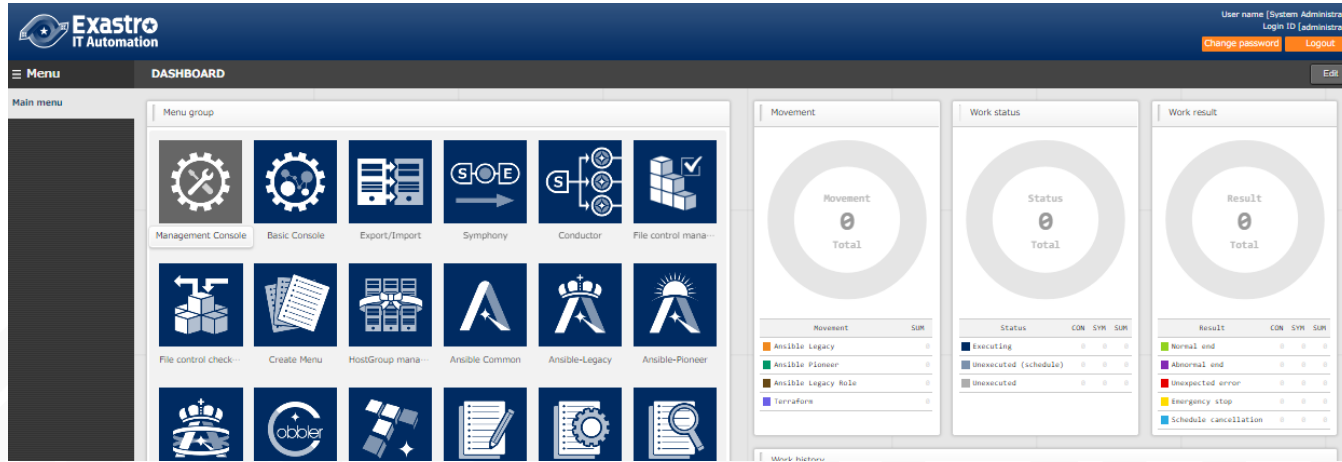 Exastro
IT Automation
User name [System Administra
Login ID [administra
Change password
Logout
Menu
DASHBOARD
Edit
Main menu
Menu group
Management Console
Basic Console
Export/Import
S O E
Symphony
S
Conductor
File control mana…
File control check…
Create Menu
HostGroup mana…
Ansible Common
Ansible-Legacy
Ansible-Pioneer
Cobbler
Movement
Movement
0
Total
Movement SUM
Ansible Legacy 0
Ansible Pioneer 0
Ansible Legacy Role 0
Terraform 0
Work status
Status
0
Total
Status CON SYM SUM
Executing 0 0 0
Unexecuted (schedule) 0 0 0
Unexecuted 0 0 0
Work result
Result
0
Total
Result CON SYM SUM
Normal end 0 0 0
Abnormal end 0 0 0
Unexpected error 0 0 0
Emergency stop 0 0 0
Schedule cancellation 0 0 0
Work history